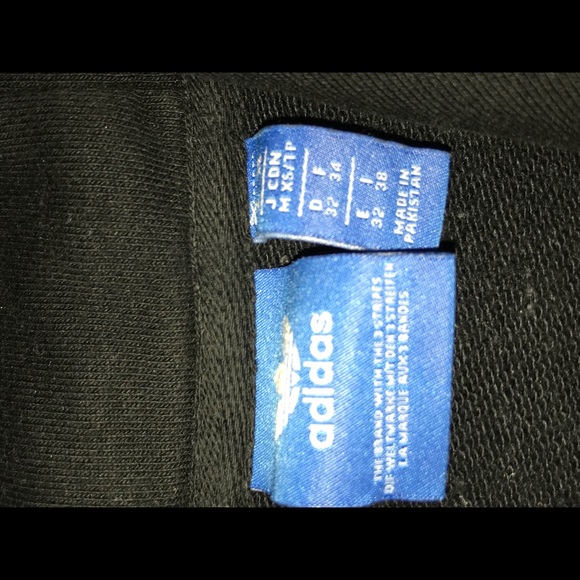 adidas
THE BRAND WITH THE 3 STRIPES
DIE WELTMARKE MIT DEN 3 STREIFEN
LA MARQUE AUX 3 BANDES
J CDN
M XS/TP
D F
32 34
E I
32 38
MADE IN
PAKISTAN